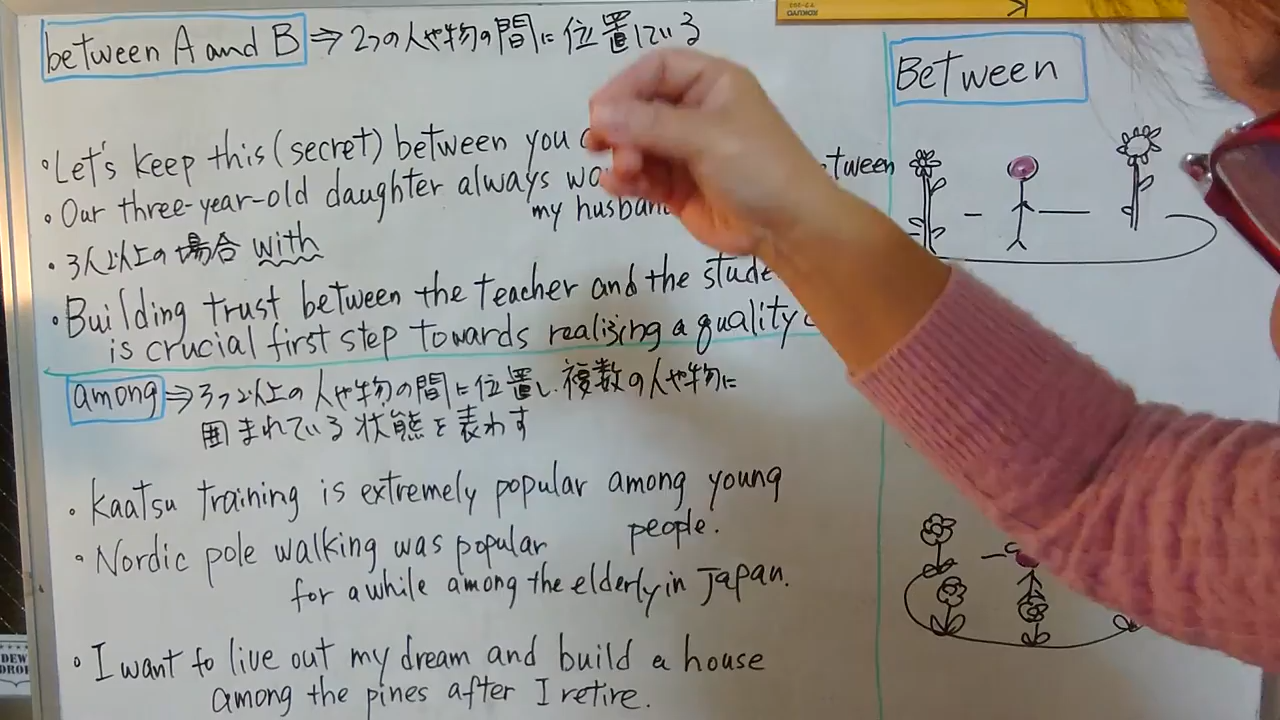 between A and B ⇒ 2つの人や物の間に位置している
・Let's keep this (secret) between you
・Our three-year-old daughter always between
my husband
・3人以上の場合 with
・Building trust between the teacher and the
is crucial first step towards realizing a quality
among ⇒ 3つ以上の人や物の間に位置し、複数の人や物に
囲まれている状態を表わす
・Kaatsu training is extremely popular among young
people.
・Nordic pole walking was popular
for a while among the elderly in Japan.
・I want to live out my dream and build a house
among the pines after I retire.
Between
KOKUYO
DEW